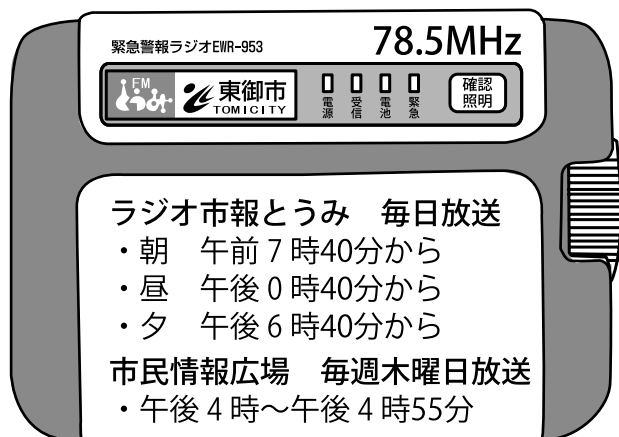 緊急警報ラジオEWR-953
78.5MHz
FMとうみ
東御市
TOMI CITY
電源
受信
電池
緊急
確認
照明
ラジオ市報とうみ　毎日放送
・朝　午前７時40分から
・昼　午後０時40分から
・夕　午後６時40分から
市民情報広場　毎週木曜日放送
・午後４時～午後４時55分